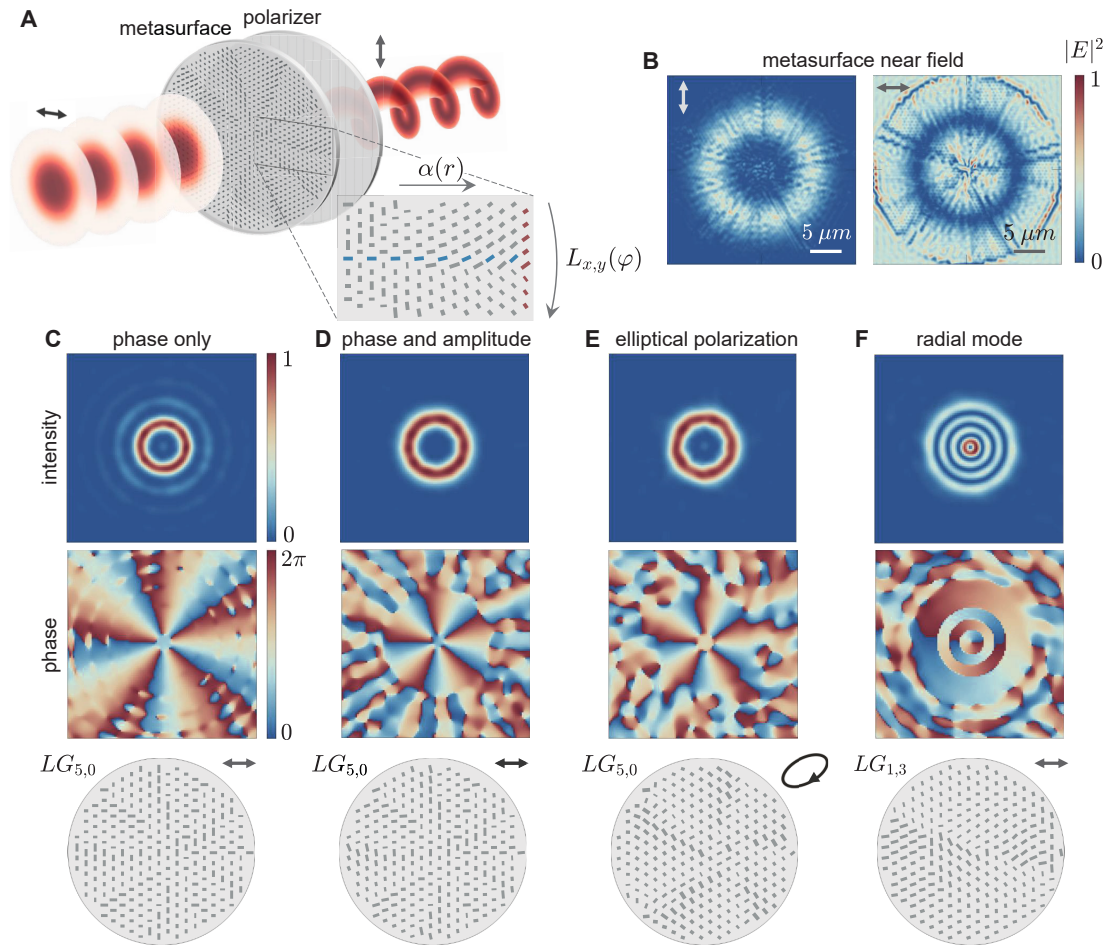 A
metasurface
polarizer
α(r)
L_{x,y}(φ)
B
metasurface near field
|E|²
1
0
5 μm
5 μm
C
phase only
D
phase and amplitude
E
elliptical polarization
F
radial mode
intensity
1
0
phase
2π
0
LG_{5,0}
LG_{5,0}
LG_{5,0}
LG_{1,3}